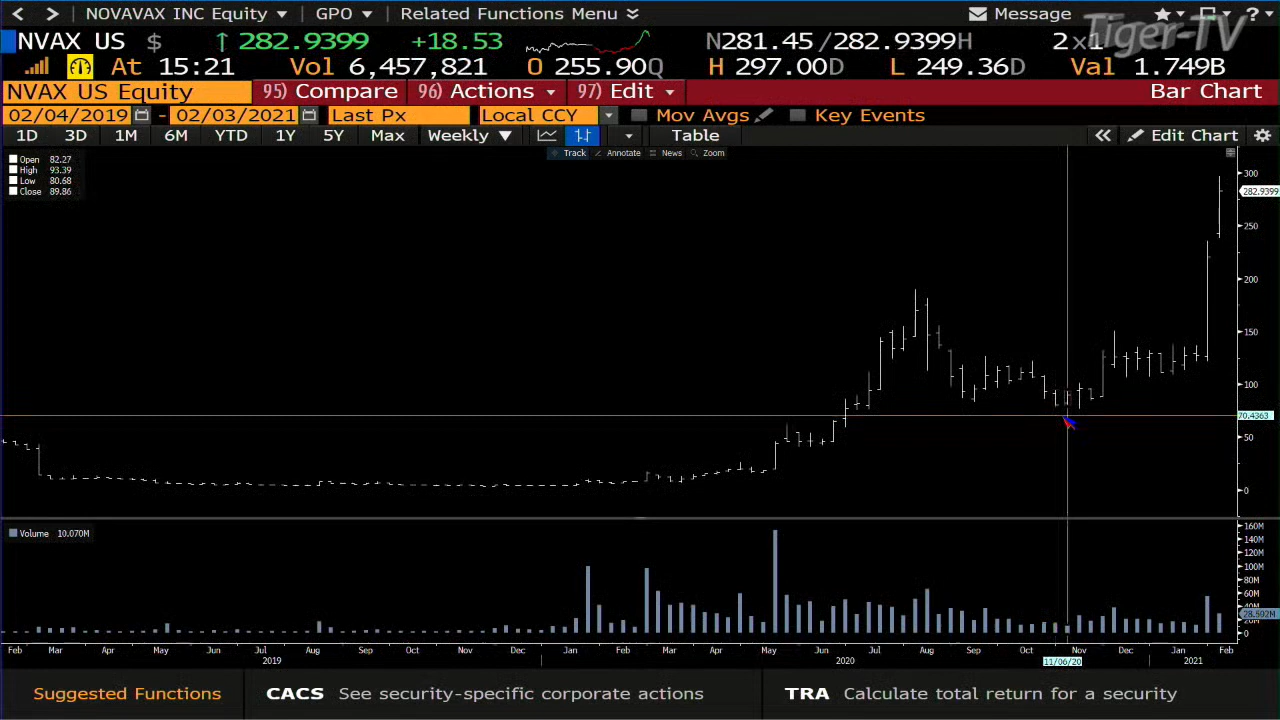 < > NOVAVAX INC Equity ▼ GPO ▼ Related Functions Menu Message ?
Tiger-TV
NVAX US $ ↑ 282.9399 +18.53 N281.45/282.9399H 2x1
At 15:21 Vol 6,457,821 O 255.90Q H 297.00D L 249.36D Val 1.749B
NVAX US Equity 95) Compare 96) Actions 97) Edit Bar Chart
02/04/2019 - 02/03/2021 Last Px Local CCY Mov Avgs Key Events
1D 3D 1M 6M YTD 1Y 5Y Max Weekly ▼ Table « Edit Chart
Track Annotate News Zoom
Open 82.27
High 93.39
Low 80.68
Close 89.86
300
282.9399
250
200
150
100
70.4363
50
0
Volume 10.070M
160M
140M
120M
100M
80M
60M
40M
28.592M
20M
0
Feb Mar Apr May Jun Jul Aug Sep Oct Nov Dec Jan Feb Mar Apr May Jun Jul Aug Sep Oct Nov Dec Jan Feb
2019 2020 11/06/20 2021
Suggested Functions CACS See security-specific corporate actions TRA Calculate total return for a security